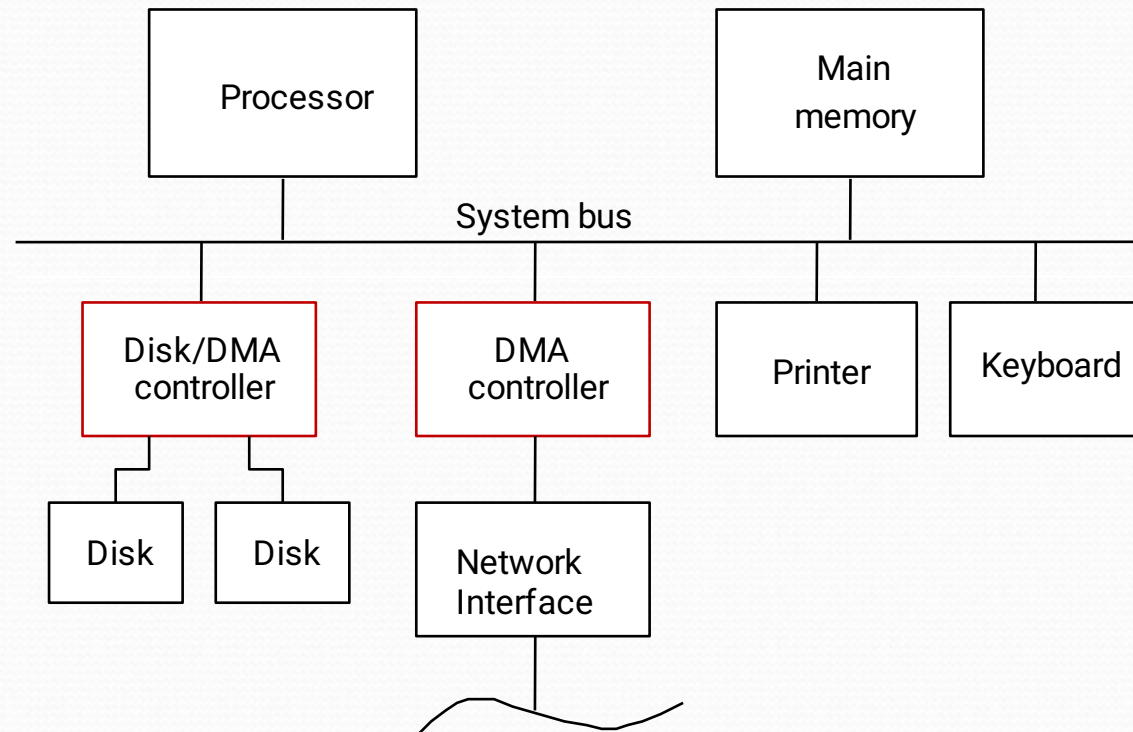 Processor
Main
memory
System bus
Disk/DMA
controller
DMA
controller
Printer
Keyboard
Disk
Disk
Network
Interface